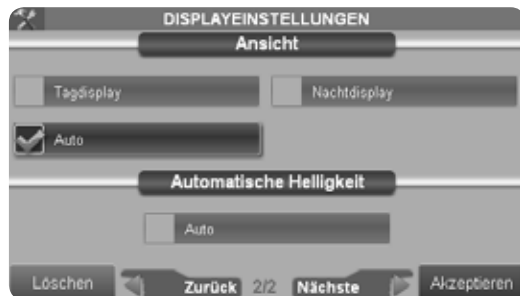 DISPLAYEINSTELLUNGEN
Ansicht
Tagdisplay Nachtdisplay
Auto
Automatische Helligkeit
Auto
Löschen Zurück 2/2 Nächste Akzeptieren